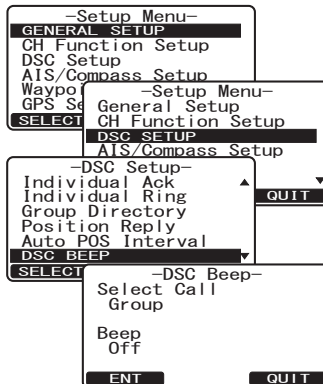 –Setup Menu–
GENERAL SETUP
CH Function Setup
DSC Setup
AIS/Compass Setup
GPS
SELECT
–Setup Menu–
General Setup
CH Function Setup
DSC SETUP
AIS/Compass Setup
QUIT
–DSC Setup–
Individual Ack
Individual Ring
Group Directory
Position Reply
Auto POS Interval
DSC BEEP
SELECT
–DSC Beep–
Select Call
Group
Beep
Off
ENT QUIT